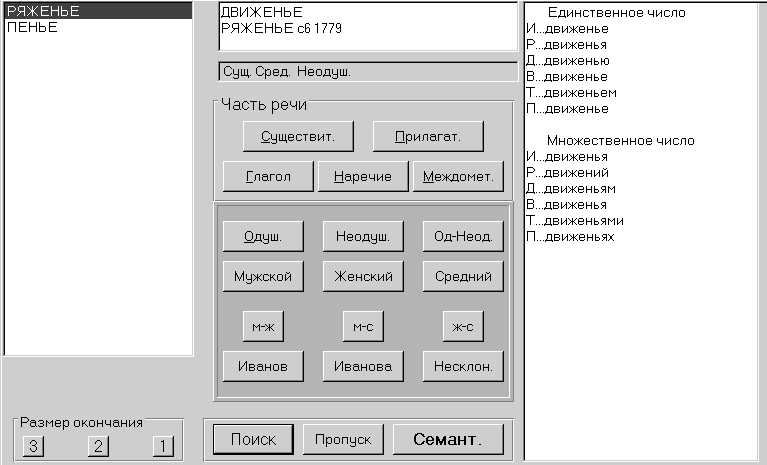 РЯЖЕНЬЕ
ПЕНЬЕ
ДВИЖЕНЬЕ
РЯЖЕНЬЕ с6 1779
Сущ. Сред. Неодуш.
Часть речи
Существит. Прилагат.
Глагол Наречие Междомет.
Одуш. Неодуш. Од-Неод.
Мужской Женский Средний
м-ж м-с ж-с
Иванов Иванова Несклон.
Размер окончания
3 2 1
Поиск Пропуск Семант.
Единственное число
И...движенье
Р...движенья
Д...движенью
В...движенье
Т...движеньем
П...движенье
Множественное число
И...движенья
Р...движений
Д...движеньям
В...движенья
Т...движеньями
П...движеньях